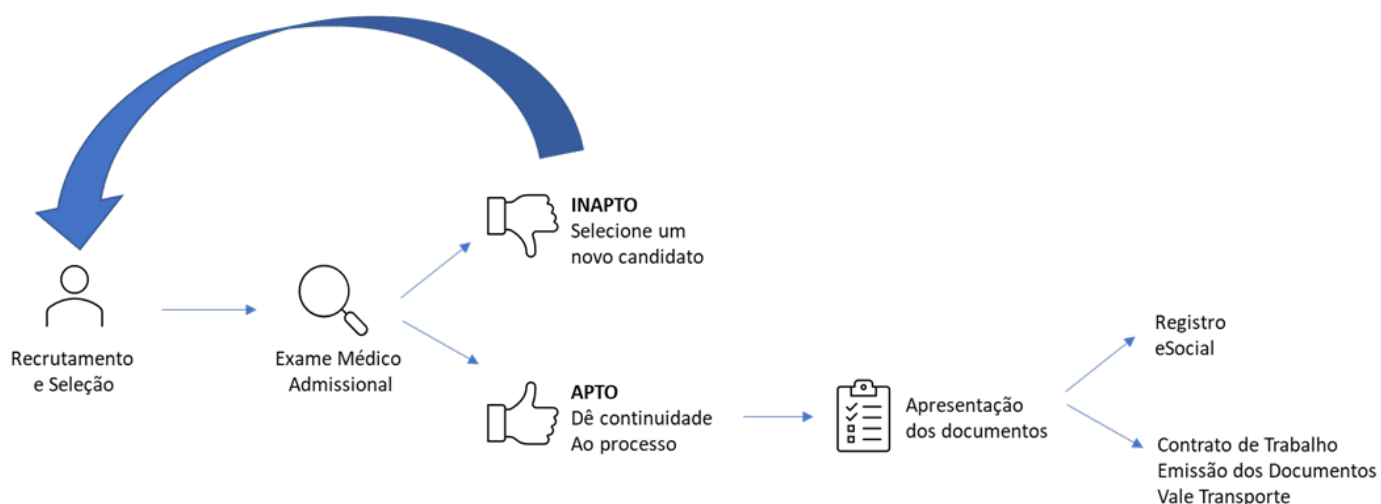 Recrutamento
e Seleção
Exame Médico
Admissional
INAPTO
Selecione um
novo candidato
APTO
Dê continuidade
Ao processo
Apresentação
dos documentos
Registro
eSocial
Contrato de Trabalho
Emissão dos Documentos
Vale Transporte